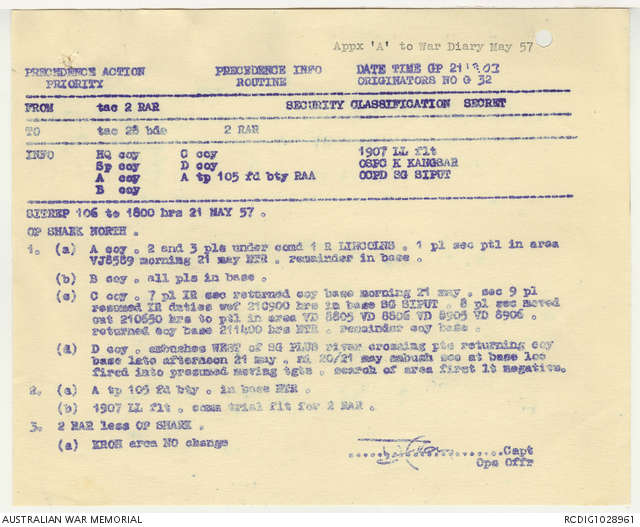 Appx 'A' to War Diary May 57
PRECEDENCE ACTION PRECEDENCE INFO DATE TIME GP
PRIORITY ROUTINE ORIGINATORS NO G 32
FROM tac 2 RAR SECURITY CLASSIFICATION SECRET
TO tac 28 bde 2 RAR
INFO HQ coy C coy 1907 LL flt
Sp coy D coy OSPC K KANGSAR
A coy A tp 105 fd bty RAA OCPD SG SIPUT
B coy
SITREP 106 to 1800 hrs 21 MAY 57 .
OP SHARK NORTH .
1. (a) A coy . 2 and 3 pls under comd 1 R LINCOLNS . 1 pl sec ptl in area
VJ8589 morning 21 may NTR . remainder in base .
(b) B coy . all pls in base .
(c) C coy . 7 pl IR sec returned coy base morning 21 may . sec 9 pl
resumed IR duties wef 210900 hrs in base SG SIPUT . 8 pl sec moved
out 210650 hrs to ptl in area VD 8805 VD 8806 VD 8905 VD 8906 .
returned coy base 211400 hrs NTR . remainder coy base .
(d) D coy . ambushes WEST of SG PLUS river crossing pts returning coy
base late afternoon 21 may . nt 20/21 may ambush sec at base loc
fired into presumed moving tgts . search of area first lt negative.
2. (a) A tp 105 fd bty . in base NTR .
(b) 1907 LL flt . comm trial flt for 2 RAR .
3. 2 RAR less OP SHARK .
(a) KROH area NO change
Capt
Ops Offr
AUSTRALIAN WAR MEMORIAL RCDIG1028961